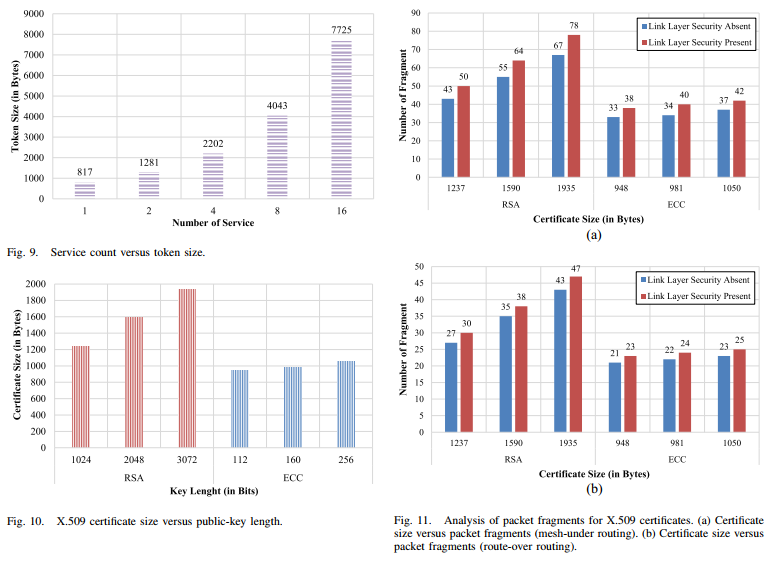 9000
8000
7000
6000
5000
4000
3000
2000
1000
0
Token Size (in Bytes)
817
1281
2202
4043
7725
1 2 4 8 16
Number of Service
Fig. 9. Service count versus token size.
2000
1800
1600
1400
1200
1000
800
600
400
200
0
Certificate Size (in Bytes)
1024 2048 3072 112 160 256
RSA ECC
Key Lenght (in Bits)
Fig. 10. X.509 certificate size versus public-key length.
90
80
70
60
50
40
30
20
10
0
Number of Fragment
Link Layer Security Absent
Link Layer Security Present
43 50 55 64 67 78 33 38 34 40 37 42
1237 1590 1935 948 981 1050
RSA ECC
Certificate Size (in Bytes)
(a)
50
45
40
35
30
25
20
15
10
5
0
Number of Fragment
Link Layer Security Absent
Link Layer Security Present
27 30 35 38 43 47 21 23 22 24 23 25
1237 1590 1935 948 981 1050
RSA ECC
Certificate Size (in Bytes)
(b)
Fig. 11. Analysis of packet fragments for X.509 certificates. (a) Certificate
size versus packet fragments (mesh-under routing). (b) Certificate size versus
packet fragments (route-over routing).